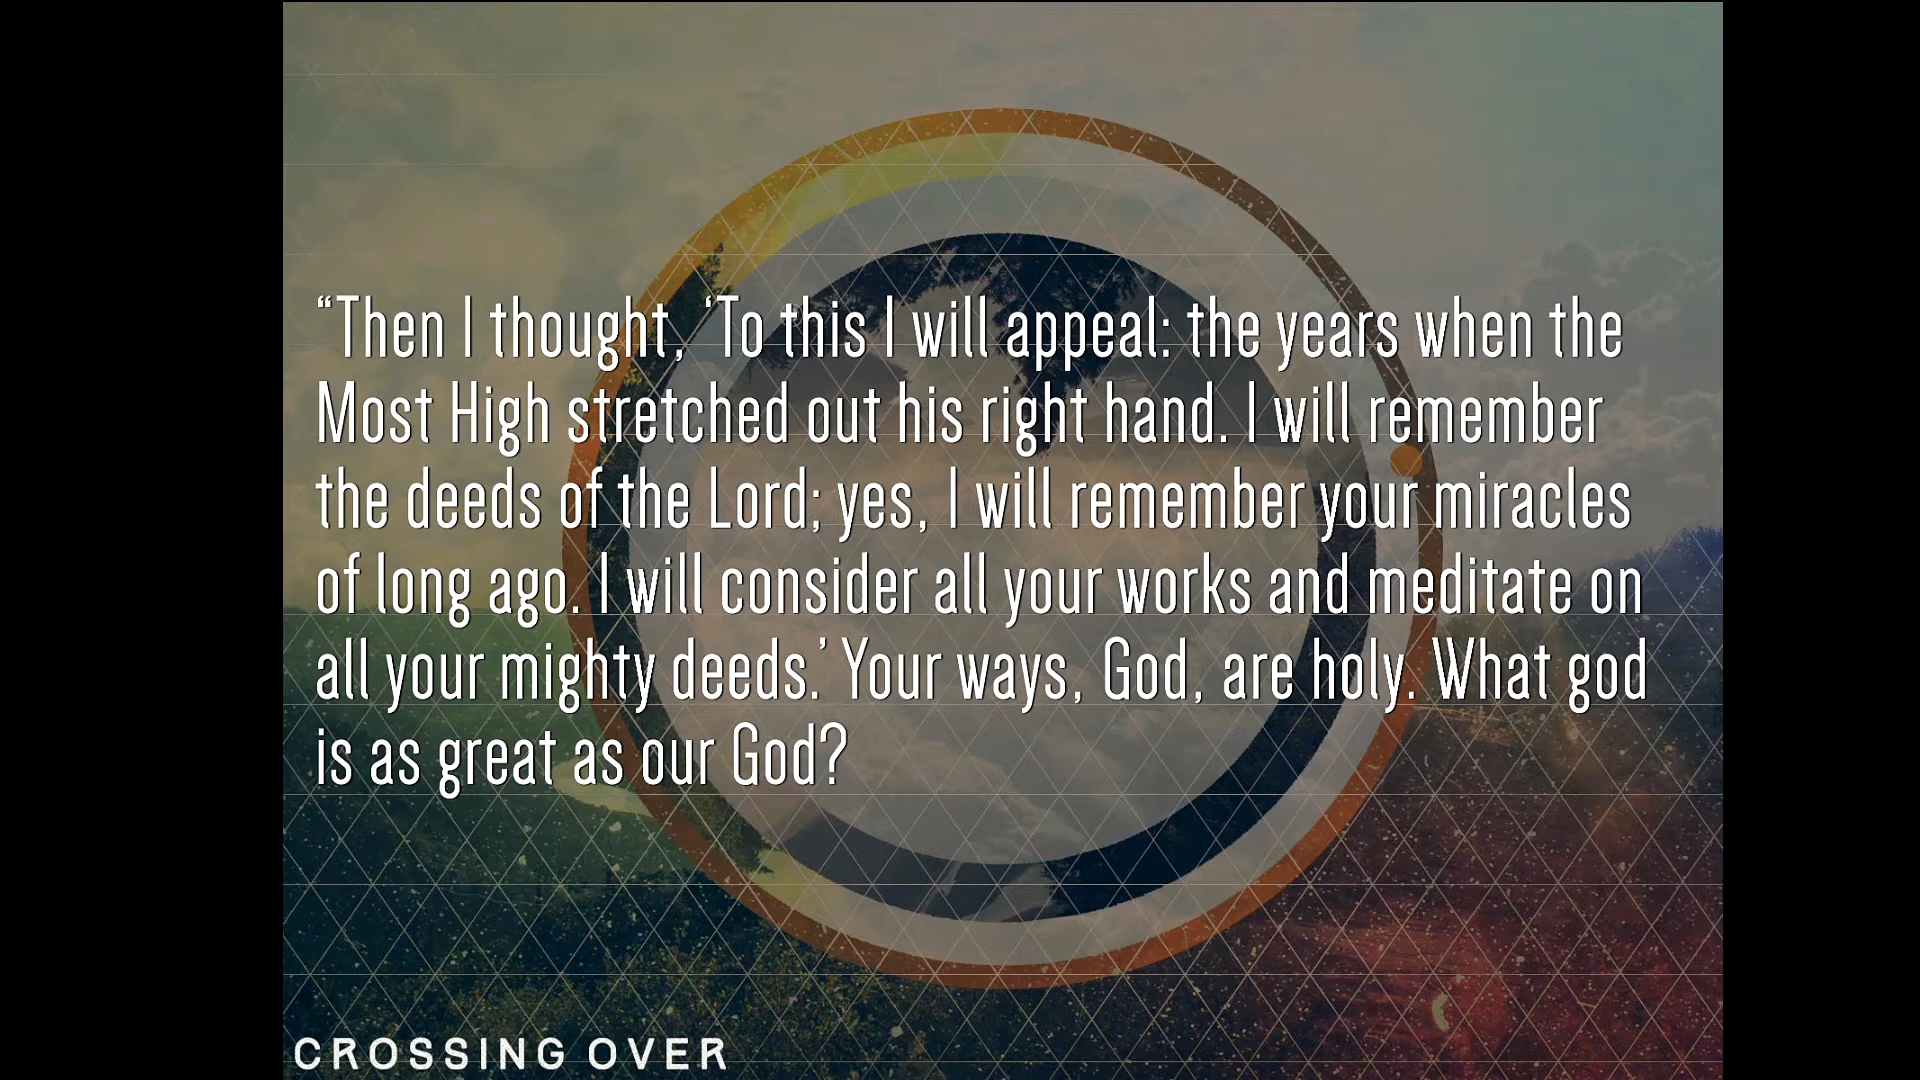 “Then I thought, ‘To this I will appeal: the years when the
Most High stretched out his right hand. I will remember
the deeds of the Lord; yes, I will remember your miracles
of long ago. I will consider all your works and meditate on
all your mighty deeds.’ Your ways, God, are holy. What god
is as great as our God?
CROSSING OVER